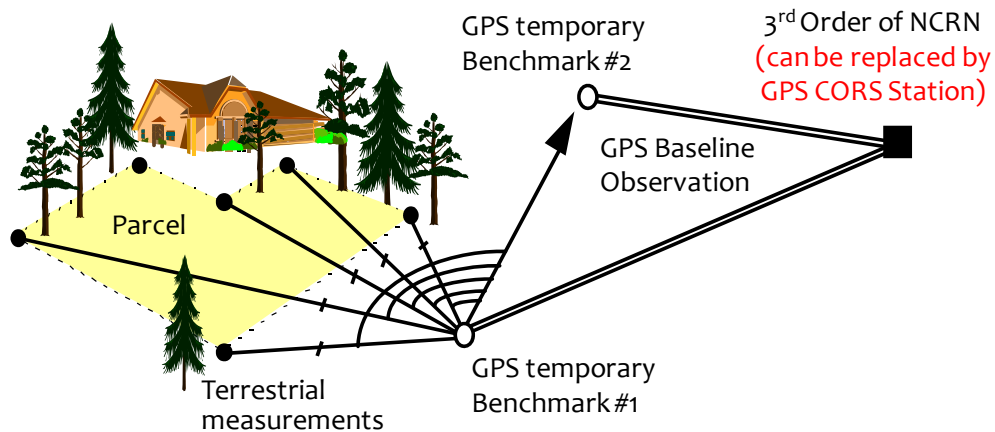 GPS temporary
Benchmark #2
3rd Order of NCRN
(can be replaced by
GPS CORS Station)
GPS Baseline
Observation
Parcel
GPS temporary
Benchmark #1
Terrestrial
measurements